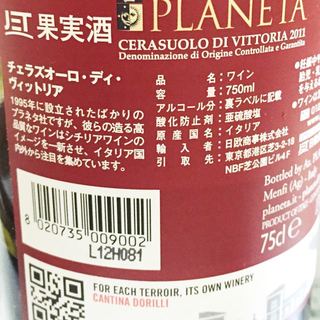 JET 果実酒
PLANETA
CERASUOLO DI VITTORIA 2011
Denominazione di Origine Controllata e Garantita
チェラズオーロ・ディ・
ヴィットリア
1995年に設立されたばかりの
プラネタ社ですが、彼らの造る高
品質なワインはシチリアワインの
イメージを一新させ、イタリア国
内外から注目を集めています。
品名：ワイン
容量：750ml
アルコール分：裏ラベルに記載
酸化防止剤：亜硫酸塩
原産国名：イタリア
輸入者：日欧商事株式会社
引取先：東京都港区芝3-2-18
NBF芝公園ビル4F
Bottled by
Menfi (Ag) -
planeta
PRODUCT OF
75cl e
8 020735 009002
L12H081
FOR EACH TERROIR, ITS OWN WINERY
CANTINA DORILLI